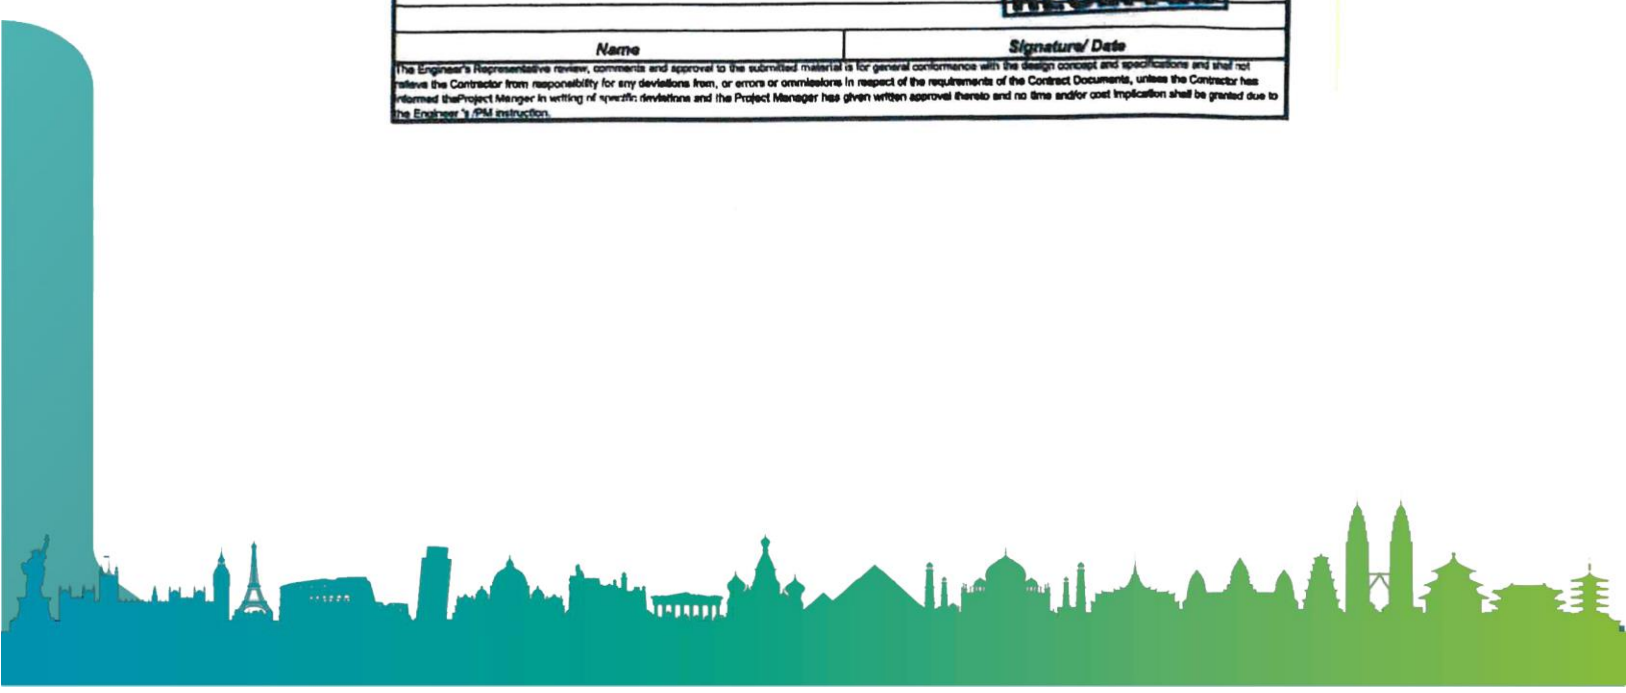 Name
Signature/ Date
The Engineer's Representative review, comments and approval to the submitted material is for general conformance with the design concept and specifications and shall not
relieve the Contractor from responsibility for any deviations from, or errors or ommissions in respect of the requirements of the Contract Documents, unless the Contractor has
informed theProject Manger in writing of specific deviations and the Project Manager has given written approval thereto and no time and/or cost implication shall be granted due to
the Engineer 's /PM instruction.